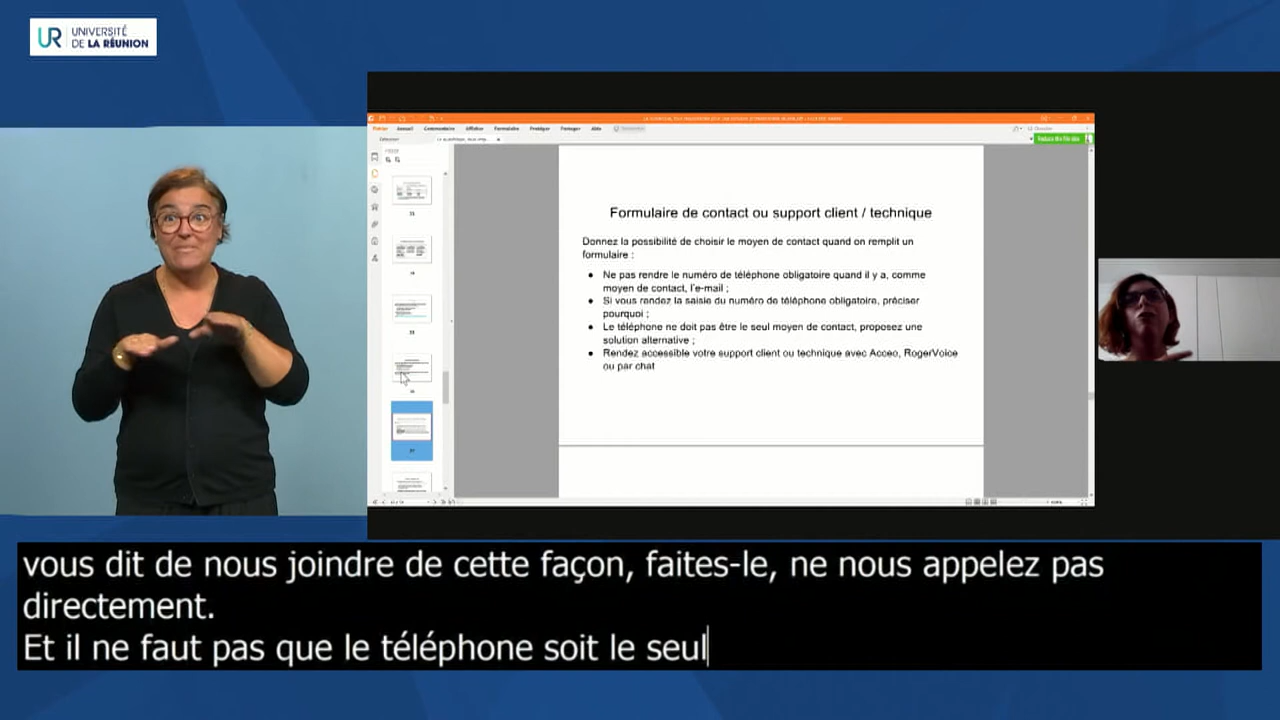 UR UNIVERSITÉ
DE LA RÉUNION
Formulaire de contact ou support client / technique
Donnez la possibilité de choisir le moyen de contact quand on remplit un
formulaire :
Ne pas rendre le numéro de téléphone obligatoire quand il y a, comme
moyen de contact, l'e-mail ;
Si vous rendez la saisie du numéro de téléphone obligatoire, préciser
pourquoi ;
Le téléphone ne doit pas être le seul moyen de contact, proposez une
solution alternative ;
Rendez accessible votre support client ou technique avec Acceo, RogerVoice
ou par chat
vous dit de nous joindre de cette façon, faites-le, ne nous appelez pas
directement.
Et il ne faut pas que le téléphone soit le seul